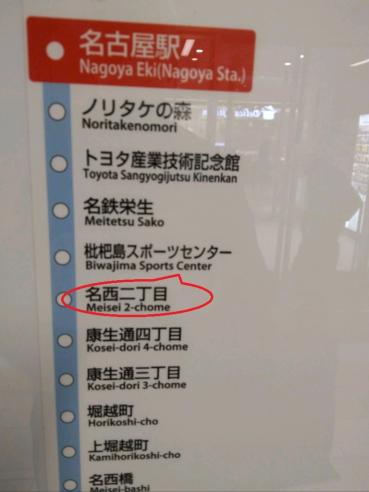 名古屋駅
Nagoya Eki(Nagoya Sta.)
ノリタケの森
Noritakenomori
トヨタ産業技術記念館
Toyota Sangyogijutsu Kinenkan
名鉄栄生
Meitetsu Sako
枇杷島スポーツセンター
Biwajima Sports Center
名西二丁目
Meisei 2-chome
康生通四丁目
Kosei-dori 4-chome
康生通三丁目
Kosei-dori 3-chome
堀越町
Horikoshi-cho
上堀越町
Kamihorikoshi-cho
名西橋
Meisei-bashi